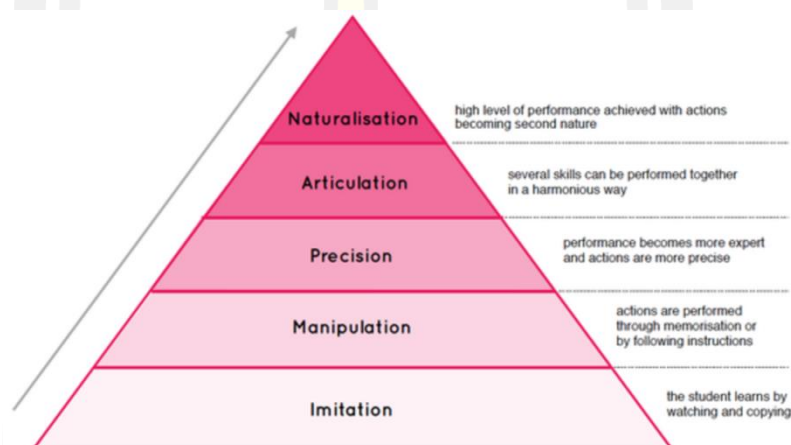 Naturalisation
high level of performance achieved with actions
becoming second nature
Articulation
several skills can be performed together
in a harmonious way
Precision
performance becomes more expert
and actions are more precise
Manipulation
actions are performed
through memorisation or
by following instructions
Imitation
the student learns by
watching and copying